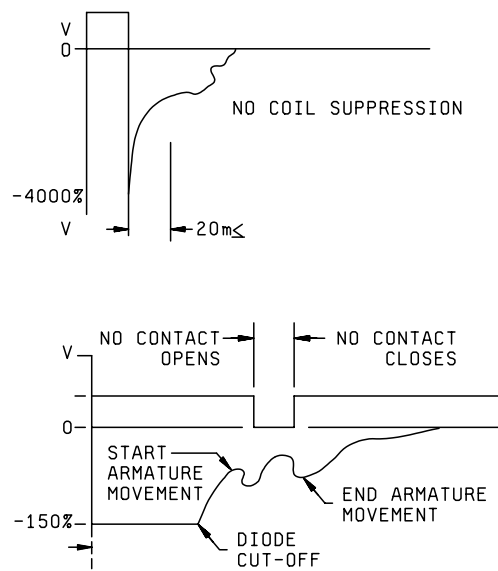 V
0
NO COIL SUPPRESSION
-4000%
V
20m≤
NO CONTACT
OPENS
NO CONTACT
CLOSES
V
0
START
ARMATURE
MOVEMENT
END ARMATURE
MOVEMENT
-150%
DIODE
CUT-OFF